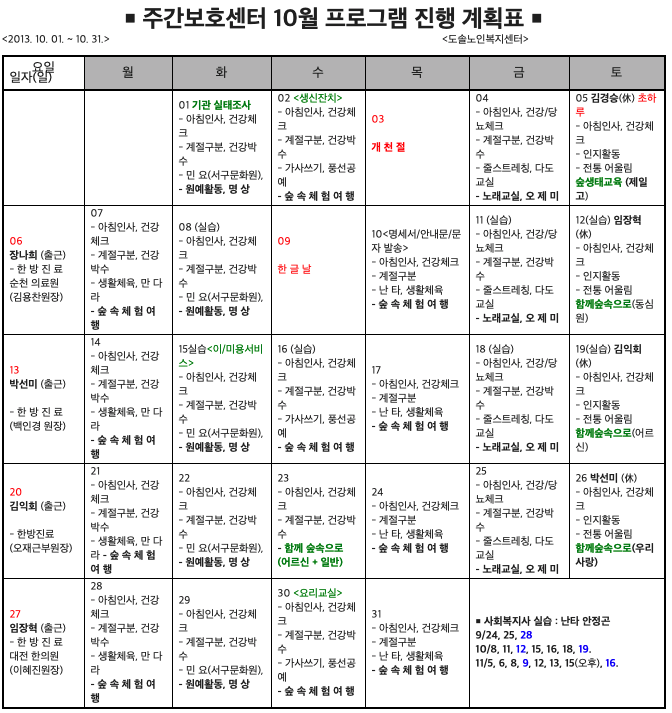 ▪ 주간보호센터 10월 프로그램 진행 계획표 ▪
<2013. 10. 01. ~ 10. 31.>
<도솔노인복지센터>
요일
일자(일)
월
화
수
목
금
토
01 기관 실태조사
- 아침인사, 건강체
크
- 계절구분, 건강박
수
- 민 요(서구문화원),
- 원예활동, 명 상
02 <생신잔치>
- 아침인사, 건강체
크
- 계절구분, 건강박
수
- 가사쓰기, 풍선공
예
- 숲 속 체 험 여 행
03
개 천 절
04
- 아침인사, 건강/당
뇨체크
- 계절구분, 건강박
수
- 줄스트레칭, 다도
교실
- 노래교실, 오 제 미
05 김경승(休) 초하
루
- 아침인사, 건강체
크
- 인지활동
- 전통 어울림
숲생태교육 (제일
고)
06
장나희 (출근)
- 한 방 진 료
순천 의료원
(김용찬원장)
07
- 아침인사, 건강
체크
- 계절구분, 건강
박수
- 생활체육, 만 다
라
- 숲 속 체 험 여
행
08 (실습)
- 아침인사, 건강체
크
- 계절구분, 건강박
수
- 민 요(서구문화원),
- 원예활동, 명 상
09
한 글 날
10<명세서/안내문/문
자 발송>
- 아침인사, 건강체크
- 계절구분
- 난 타, 생활체육
- 숲 속 체 험 여 행
11 (실습)
- 아침인사, 건강/당
뇨체크
- 계절구분, 건강박
수
- 줄스트레칭, 다도
교실
- 노래교실, 오 제 미
12(실습) 임장혁
(休)
- 아침인사, 건강체
크
- 인지활동
- 전통 어울림
함께숲속으로(동심
원)
13
박선미 (출근)
- 한 방 진 료
(백인경 원장)
14
- 아침인사, 건강
체크
- 계절구분, 건강
박수
- 생활체육, 만 다
라
- 숲 속 체 험 여
행
15실습<이/미용서비
스>
- 아침인사, 건강체
크
- 계절구분, 건강박
수
- 민 요(서구문화원),
- 원예활동, 명 상
16 (실습)
- 아침인사, 건강체
크
- 계절구분, 건강박
수
- 가사쓰기, 풍선공
예
- 숲 속 체 험 여 행
17
- 아침인사, 건강체크
- 계절구분
- 난 타, 생활체육
- 숲 속 체 험 여 행
18 (실습)
- 아침인사, 건강/당
뇨체크
- 계절구분, 건강박
수
- 줄스트레칭, 다도
교실
- 노래교실, 오 제 미
19(실습) 김익회
(休)
- 아침인사, 건강체
크
- 인지활동
- 전통 어울림
함께숲속으로(어르
신)
20
김익회 (출근)
- 한방진료
(오재근부원장)
21
- 아침인사, 건강
체크
- 계절구분, 건강
박수
- 생활체육, 만 다
라 - 숲 속 체 험
여 행
22
- 아침인사, 건강체
크
- 계절구분, 건강박
수
- 민 요(서구문화원),
- 원예활동, 명 상
23
- 아침인사, 건강체
크
- 계절구분, 건강박
수
- 함께 숲속으로
(어르신 + 일반)
24
- 아침인사, 건강체크
- 계절구분
- 난 타, 생활체육
- 숲 속 체 험 여 행
25
- 아침인사, 건강/당
뇨체크
- 계절구분, 건강박
수
- 줄스트레칭, 다도
교실
- 노래교실, 오 제 미
26 박선미 (休)
- 아침인사, 건강체
크
- 인지활동
- 전통 어울림
함께숲속으로(우리
사랑)
27
임장혁 (출근)
- 한 방 진 료
대전 한의원
(이혜진원장)
28
- 아침인사, 건강
체크
- 계절구분, 건강
박수
- 생활체육, 만 다
라
- 숲 속 체 험 여
행
29
- 아침인사, 건강체
크
- 계절구분, 건강박
수
- 민 요(서구문화원),
- 원예활동, 명 상
30 <요리교실>
- 아침인사, 건강체
크
- 계절구분, 건강박
수
- 가사쓰기, 풍선공
예
- 숲 속 체 험 여 행
31
- 아침인사, 건강체크
- 계절구분
- 난 타, 생활체육
- 숲 속 체 험 여 행
▪ 사회복지사 실습 : 난타 안정곤
9/24, 25, 28
10/8, 11, 12, 15, 16, 18, 19.
11/5, 6, 8, 9, 12, 13, 15(오후), 16.